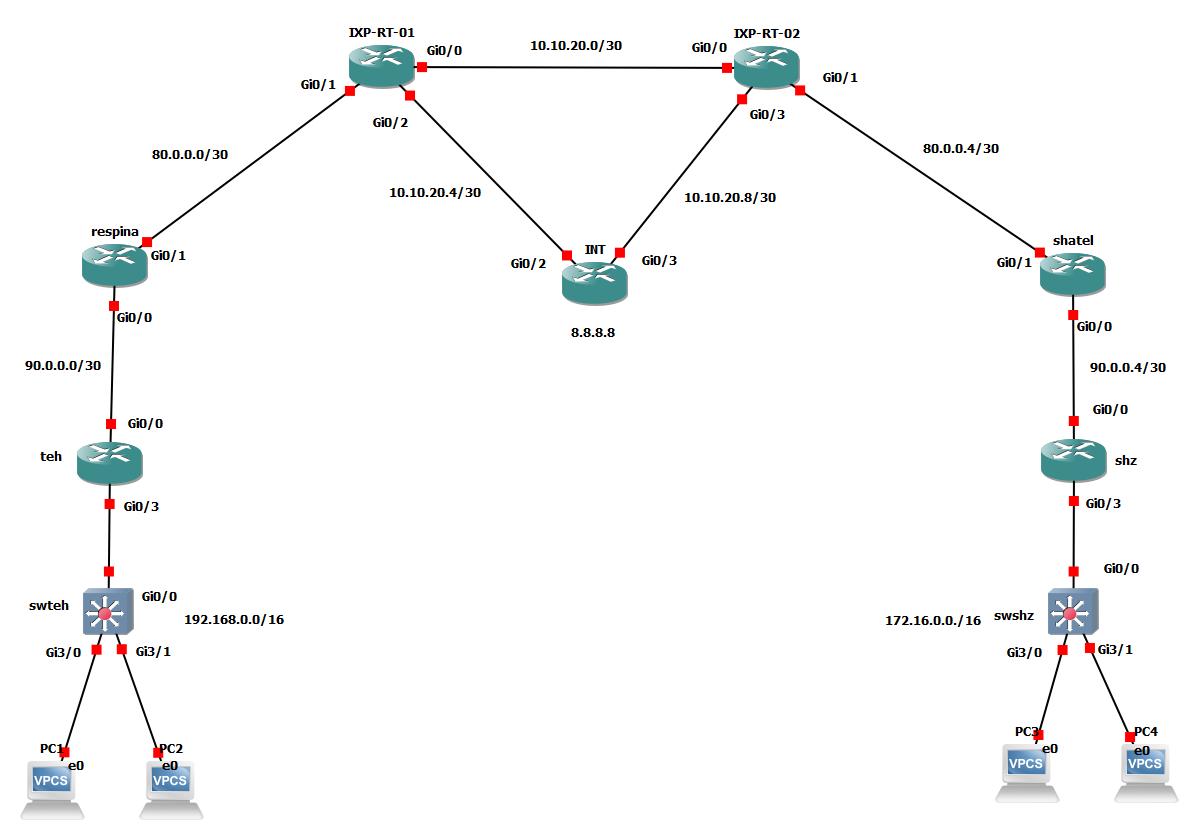 IXP-RT-01
IXP-RT-02
Gi0/0
10.10.20.0/30
Gi0/0
Gi0/1
Gi0/1
Gi0/2
Gi0/3
80.0.0.0/30
80.0.0.4/30
10.10.20.4/30
10.10.20.8/30
respina
shatel
INT
Gi0/1
Gi0/2
Gi0/3
Gi0/1
Gi0/0
8.8.8.8
Gi0/0
90.0.0.0/30
90.0.0.4/30
Gi0/0
Gi0/0
teh
shz
Gi0/3
Gi0/3
Gi0/0
Gi0/0
swteh
192.168.0.0/16
172.16.0.0./16
swshz
Gi3/0
Gi3/1
Gi3/0
Gi3/1
PC1
PC2
PC3
PC4
e0
e0
e0
e0
VPCS
VPCS
VPCS
VPCS